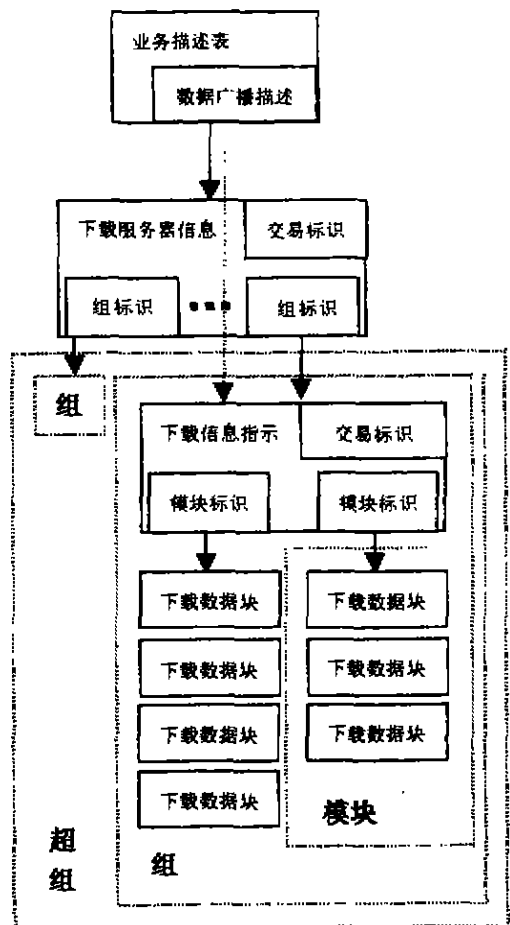 业务描述表
数据广播描述
下载服务器信息
交易标识
组标识
组标识
组
下载信息指示
交易标识
模块标识
模块标识
下载数据块
下载数据块
下载数据块
下载数据块
下载数据块
下载数据块
下载数据块
模块
超
组
组